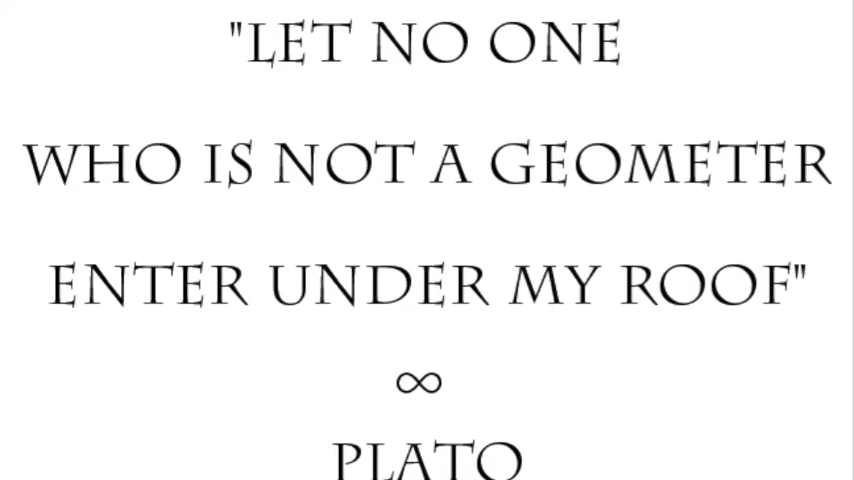 "LET NO ONE
WHO IS NOT A GEOMETER
ENTER UNDER MY ROOF"
∞
PLATO